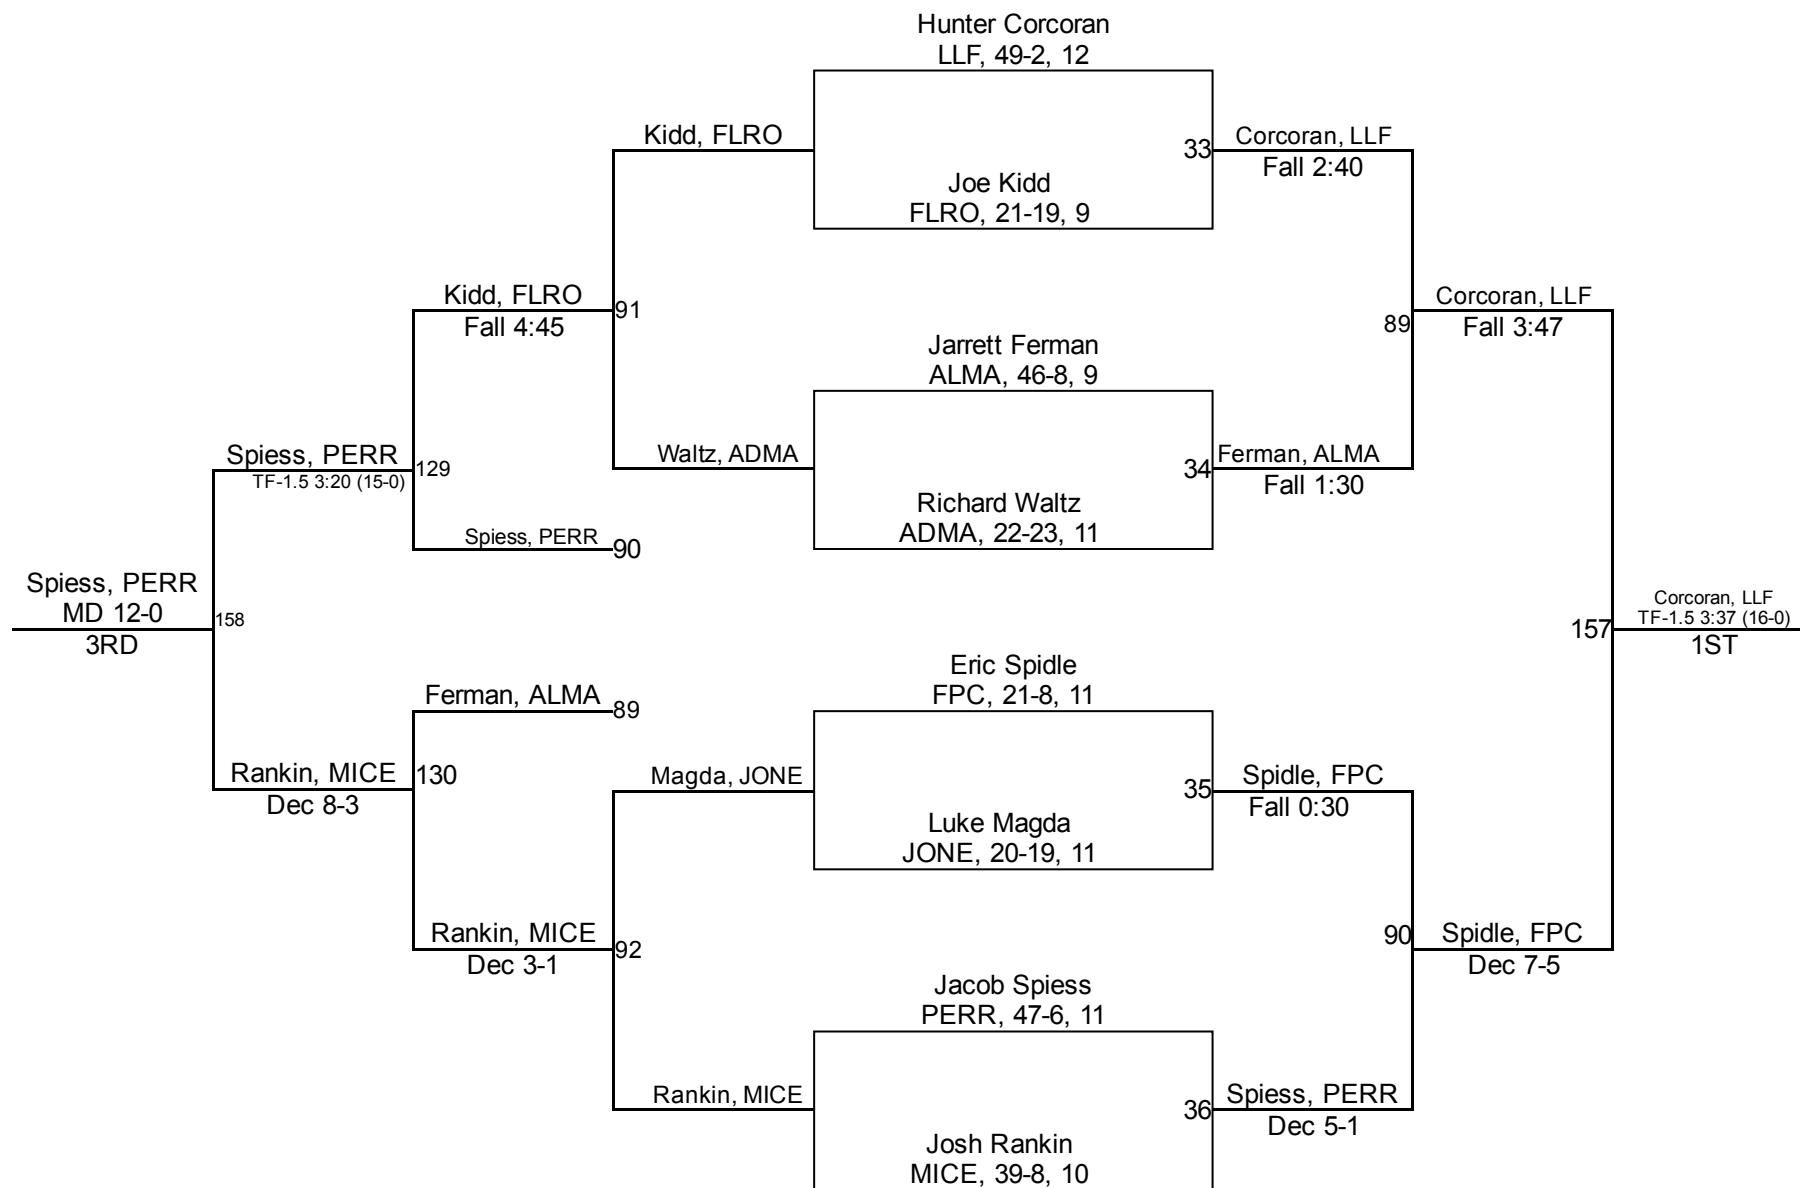 Hunter Corcoran
LLF, 49-2, 12
Kidd, FLRO
33
Corcoran, LLF
Fall 2:40
Joe Kidd
FLRO, 21-19, 9
Kidd, FLRO
Fall 4:45
91
Corcoran, LLF
Fall 3:47
89
Jarrett Ferman
ALMA, 46-8, 9
Spiess, PERR
TF-1.5 3:20 (15-0)
129
Waltz, ADMA
34
Ferman, ALMA
Fall 1:30
Richard Waltz
ADMA, 22-23, 11
Spiess, PERR
90
Spiess, PERR
MD 12-0
3RD
158
157
Corcoran, LLF
TF-1.5 3:37 (16-0)
1ST
Eric Spidle
FPC, 21-8, 11
Ferman, ALMA
89
Rankin, MICE
Dec 8-3
130
Magda, JONE
35
Spidle, FPC
Fall 0:30
Luke Magda
JONE, 20-19, 11
Rankin, MICE
Dec 3-1
92
90
Spidle, FPC
Dec 7-5
Jacob Spiess
PERR, 47-6, 11
Rankin, MICE
36
Spiess, PERR
Dec 5-1
Josh Rankin
MICE, 39-8, 10